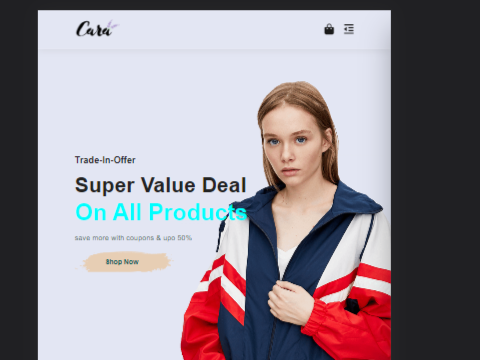 Cara
Trade-In-Offer
Super Value Deal
On All Products
save more with coupons & upo 50%
Shop Now